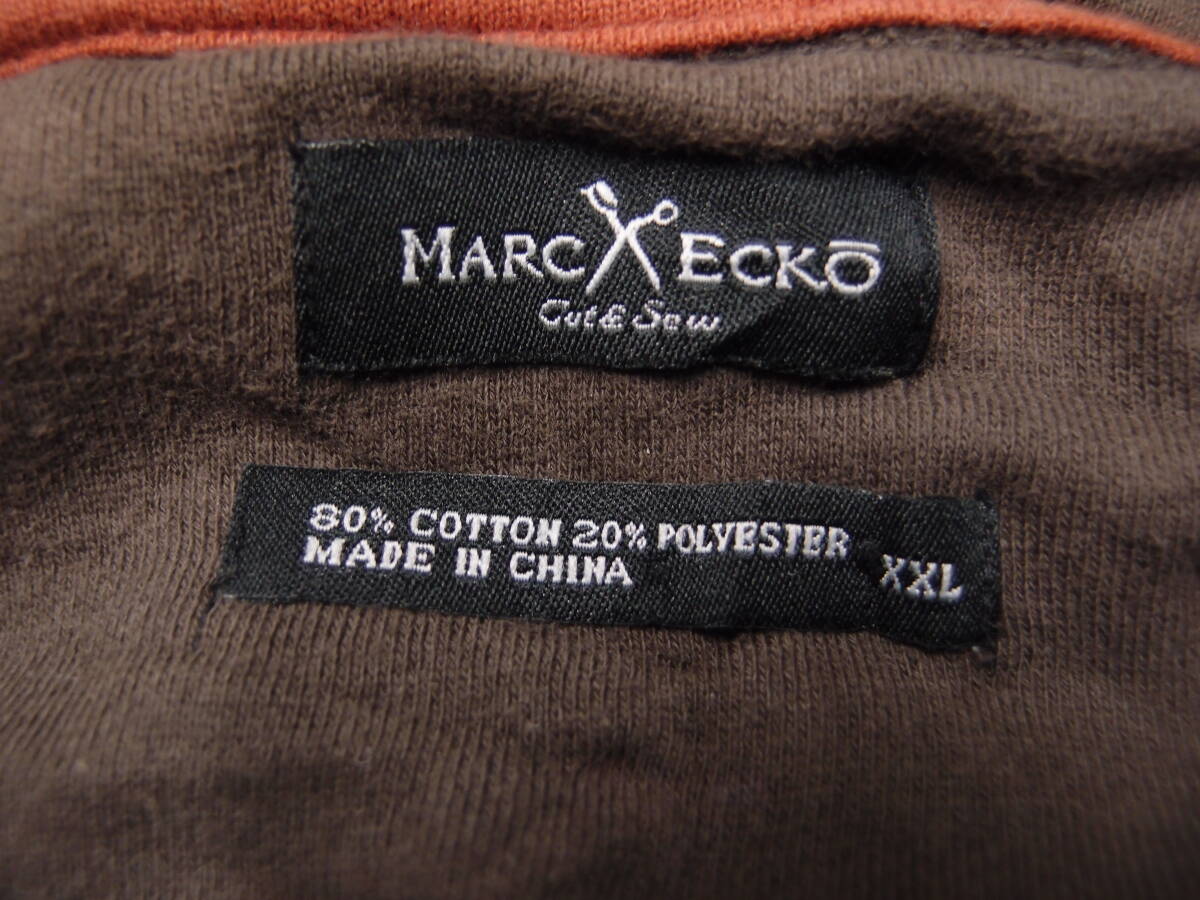 MARC ECKŌ
Cut & Sew
80% COTTON 20% POLYESTER
MADE IN CHINA
XXL